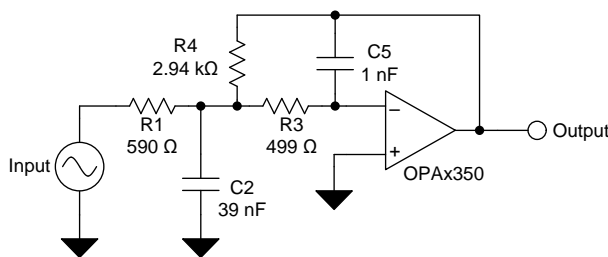 R4
2.94 kΩ
C5
1 nF
R1
590 Ω
R3
499 Ω
−
+
OPAx350
Output
Input
C2
39 nF